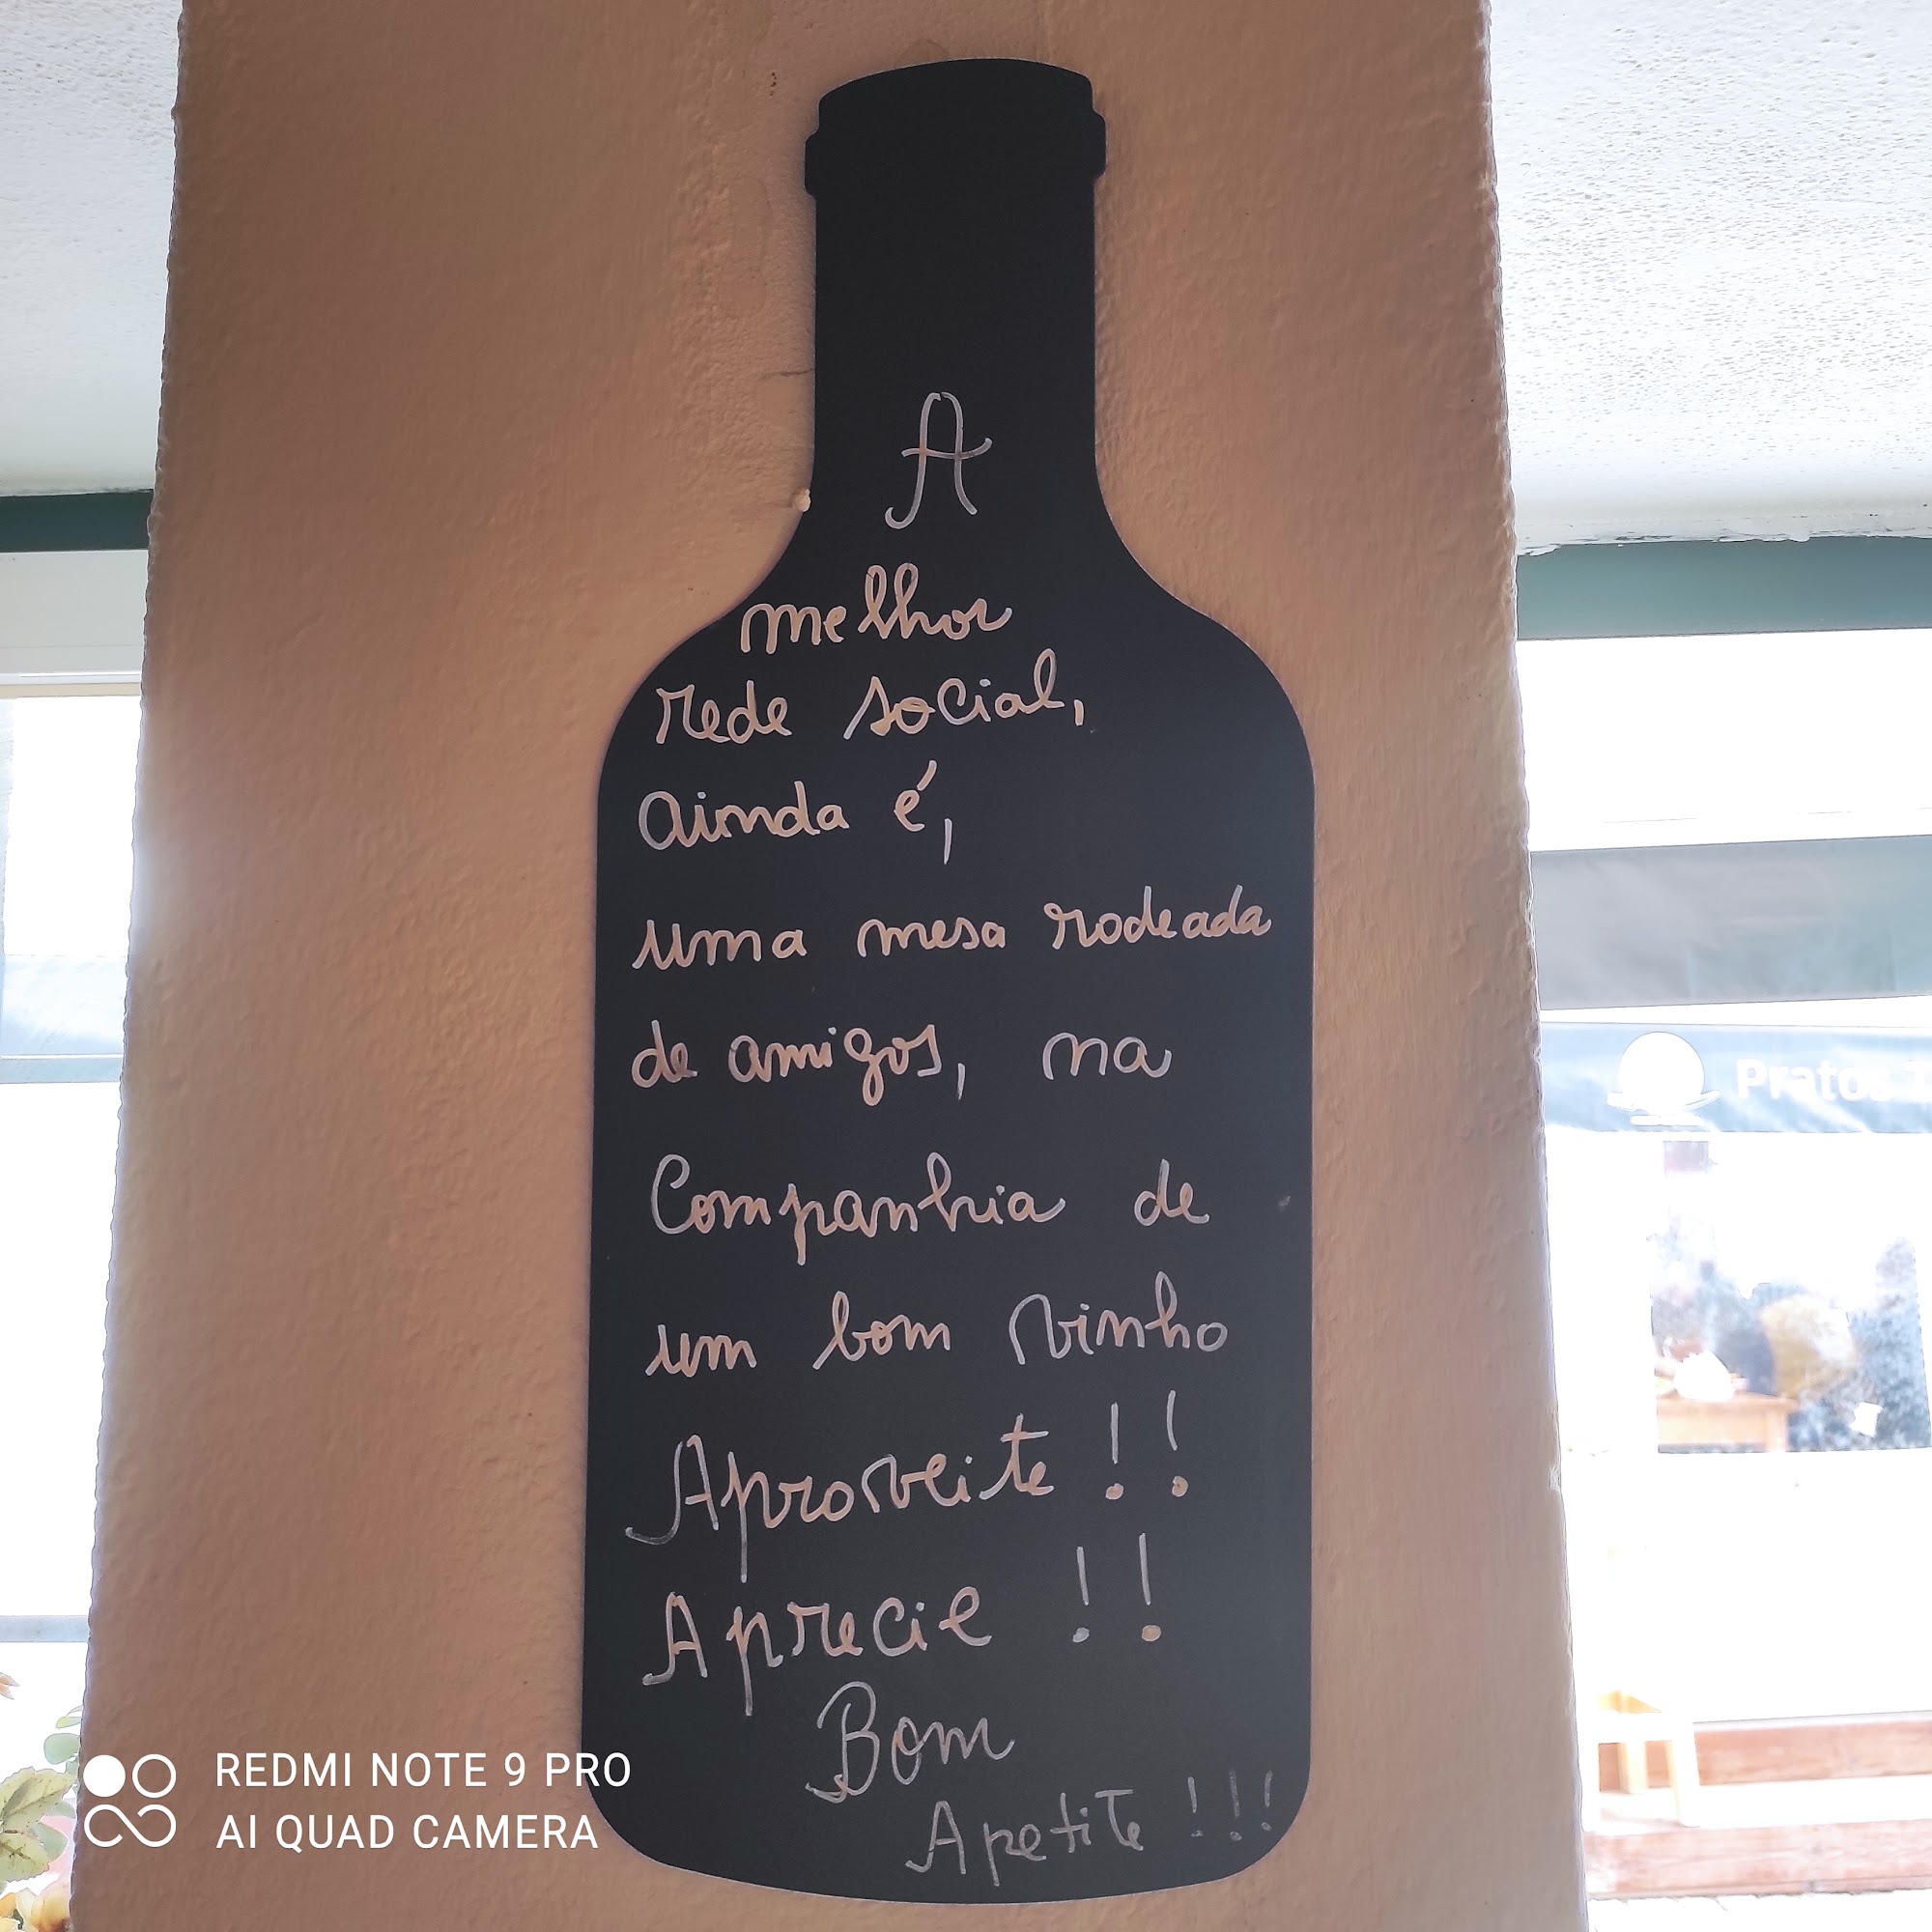 A
melhor
rede social,
ainda é,
uma mesa rodeada
de amigos, na
Companhia de
um bom vinho
Aproveite !!
Aprecie !!
Bom
Apetite !!!
Pratos
REDMI NOTE 9 PRO
AI QUAD CAMERA